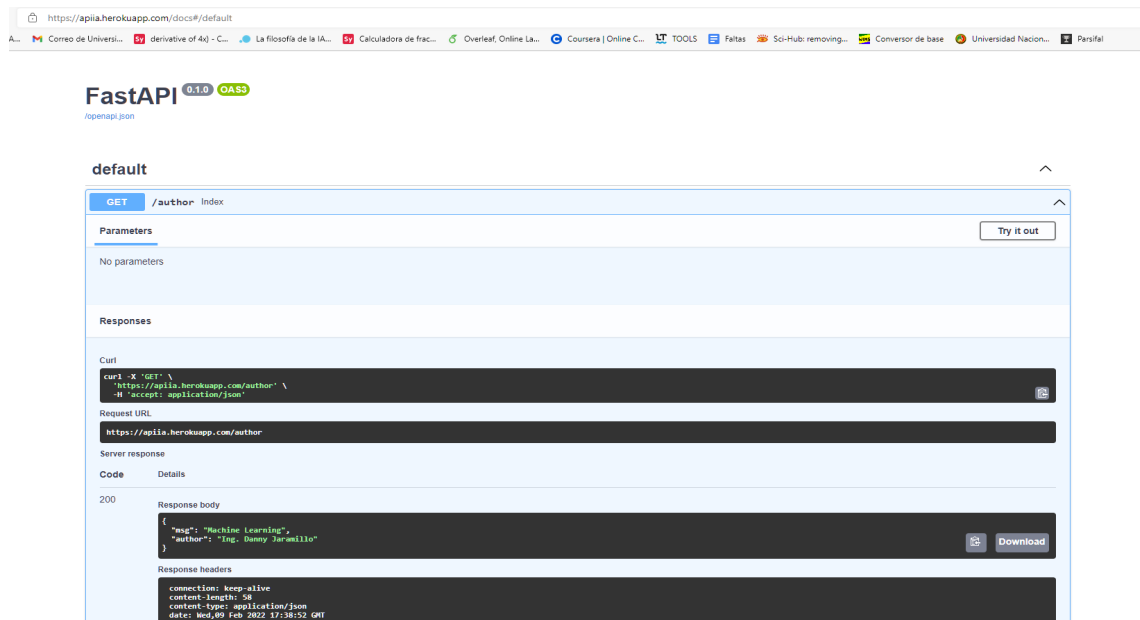 https://apiia.herokuapp.com/docs#/default
A... Correo de Universi... Sy derivative of 4x) - C... La filosofía de la IA... Sy Calculadora de frac... Overleaf, Online La... Coursera | Online C... LT TOOLS Faltas Sci-Hub: removing... Conversor de base Universidad Nacion... Parsifal
FastAPI 0.1.0 OAS3
/openapi.json
default
GET /author Index
Parameters Try it out
No parameters
Responses
Curl
curl -X 'GET' \
'https://apiia.herokuapp.com/author' \
-H 'accept: application/json'
Request URL
https://apiia.herokuapp.com/author
Server response
Code Details
200
Response body
{
"msg": "Machine Learning",
"author": "Ing. Danny Jaramillo"
}
Download
Response headers
connection: keep-alive
content-length: 58
content-type: application/json
date: Wed,09 Feb 2022 17:38:52 GMT